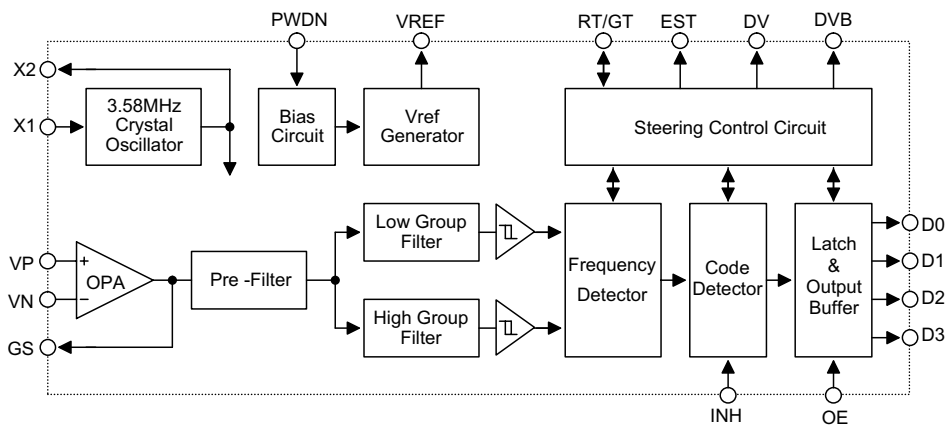 PWDN
VREF
RT/GT
EST
DV
DVB
X2
X1
3.58MHz
Crystal
Oscillator
Bias
Circuit
Vref
Generator
Steering Control Circuit
VP
+
VN
−
OPA
GS
Pre -Filter
Low Group
Filter
High Group
Filter
Frequency
Detector
Code
Detector
Latch
&
Output
Buffer
D0
D1
D2
D3
INH
OE